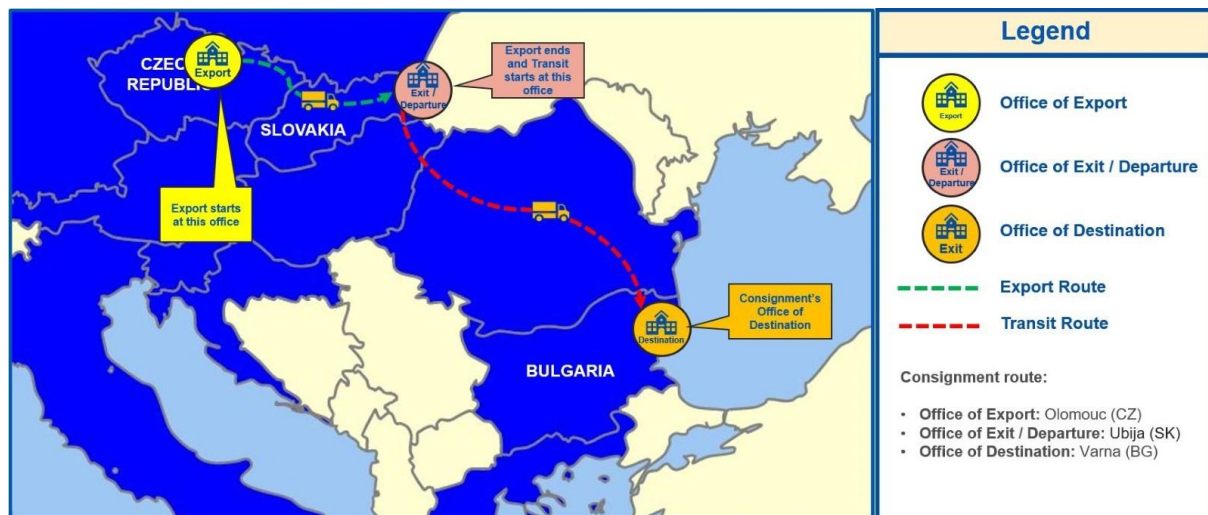 CZEC
REPUBLIC
Export
SLOVAKIA
Exit /
Departure
Export ends
and Transit
starts at this
office
Export starts
at this office
Consignment's
Office of
Destination
Destination
BULGARIA
Legend
Export
Office of Export
Exit /
Departure
Office of Exit / Departure
Exit
Office of Destination
Export Route
Transit Route
Consignment route:
• Office of Export: Olomouc (CZ)
• Office of Exit / Departure: Ubija (SK)
• Office of Destination: Varna (BG)